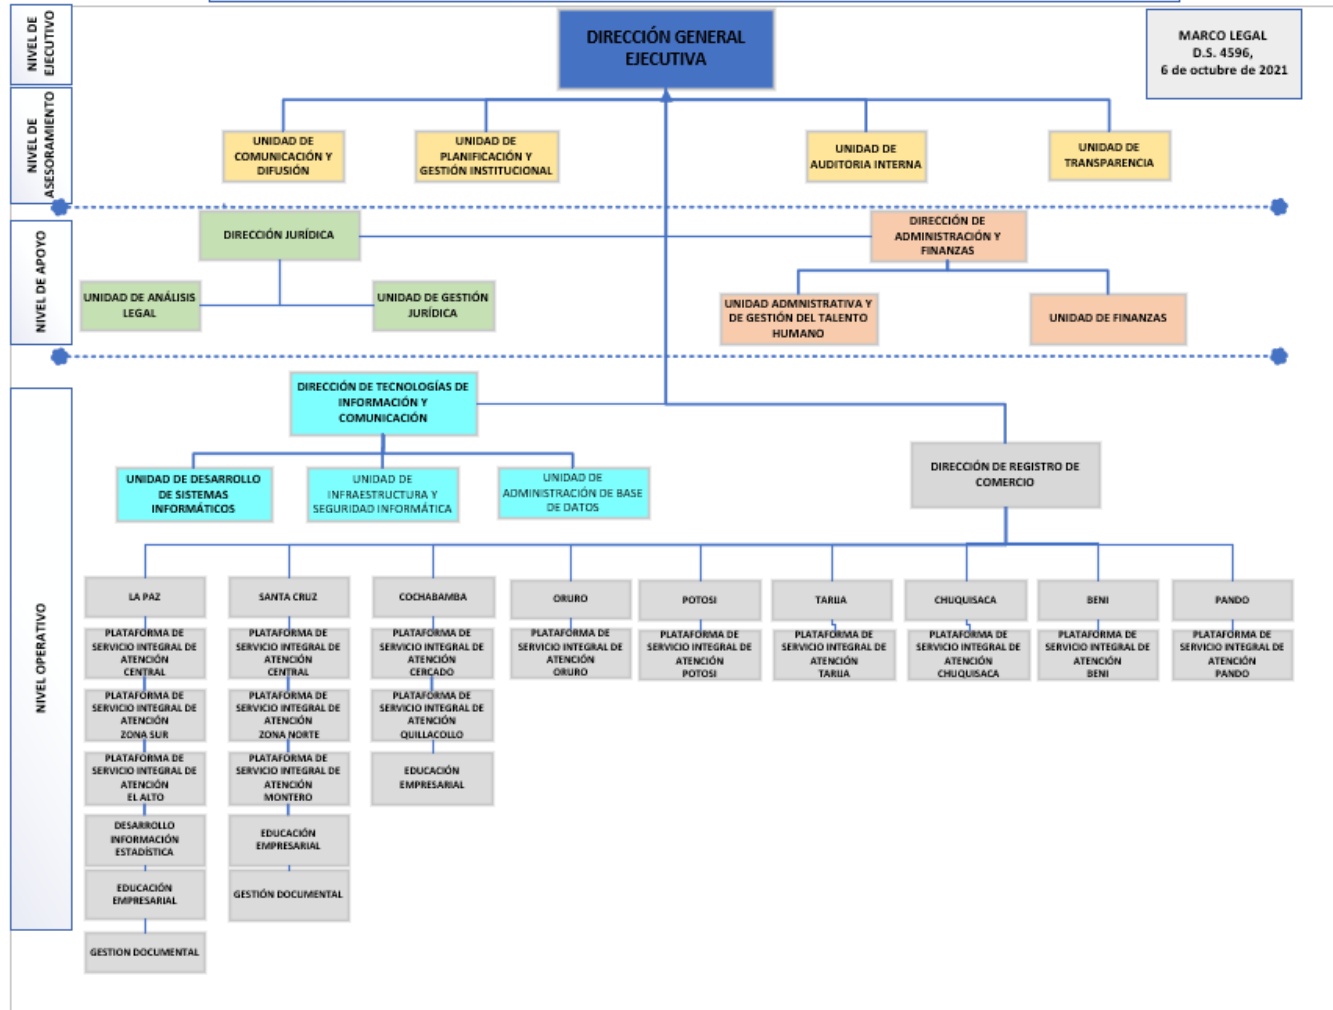 NIVEL DE
EJECUTIVO
DIRECCIÓN GENERAL
EJECUTIVA
MARCO LEGAL
D.S. 4596,
6 de octubre de 2021
NIVEL DE
ASESORAMIENTO
UNIDAD DE
COMUNICACIÓN Y
DIFUSIÓN
UNIDAD DE
PLANIFICACIÓN Y
GESTIÓN INSTITUCIONAL
UNIDAD DE
AUDITORIA INTERNA
UNIDAD DE
TRANSPARENCIA
NIVEL DE APOYO
DIRECCIÓN JURÍDICA
DIRECCIÓN DE
ADMINISTRACIÓN Y
FINANZAS
UNIDAD DE ANÁLISIS
LEGAL
UNIDAD DE GESTIÓN
JURÍDICA
UNIDAD ADMNISTRATIVA Y
DE GESTIÓN DEL TALENTO
HUMANO
UNIDAD DE FINANZAS
NIVEL OPERATIVO
DIRECCIÓN DE TECNOLOGÍAS DE
INFORMACIÓN Y
COMUNICACIÓN
DIRECCIÓN DE REGISTRO DE
COMERCIO
UNIDAD DE DESARROLLO
DE SISTEMAS
INFORMÁTICOS
UNIDAD DE
INFRAESTRUCTURA Y
SEGURIDAD INFORMÁTICA
UNIDAD DE
ADMINISTRACIÓN DE BASE
DE DATOS
LA PAZ
PLATAFORMA DE
SERVICIO INTEGRAL DE
ATENCIÓN
CENTRAL
PLATAFORMA DE
SERVICIO INTEGRAL DE
ATENCIÓN
ZONA SUR
PLATAFORMA DE
SERVICIO INTEGRAL DE
ATENCIÓN
EL ALTO
DESARROLLO
INFORMACIÓN
ESTADÍSTICA
EDUCACIÓN
EMPRESARIAL
GESTION DOCUMENTAL
SANTA CRUZ
PLATAFORMA DE
SERVICIO INTEGRAL DE
ATENCIÓN
CENTRAL
PLATAFORMA DE
SERVICIO INTEGRAL DE
ATENCIÓN
ZONA NORTE
PLATAFORMA DE
SERVICIO INTEGRAL DE
ATENCIÓN
MONTERO
EDUCACIÓN
EMPRESARIAL
GESTIÓN DOCUMENTAL
COCHABAMBA
PLATAFORMA DE
SERVICIO INTEGRAL DE
ATENCIÓN
CERCADO
PLATAFORMA DE
SERVICIO INTEGRAL DE
ATENCIÓN
QUILLACOLLO
EDUCACIÓN
EMPRESARIAL
ORURO
PLATAFORMA DE
SERVICIO INTEGRAL DE
ATENCIÓN
ORURO
POTOSI
PLATAFORMA DE
SERVICIO INTEGRAL DE
ATENCIÓN
POTOSI
TARIJA
PLATAFORMA DE
SERVICIO INTEGRAL DE
ATENCIÓN
TARIJA
CHUQUISACA
PLATAFORMA DE
SERVICIO INTEGRAL DE
ATENCIÓN
CHUQUISACA
BENI
PLATAFORMA DE
SERVICIO INTEGRAL DE
ATENCIÓN
BENI
PANDO
PLATAFORMA DE
SERVICIO INTEGRAL DE
ATENCIÓN
PANDO